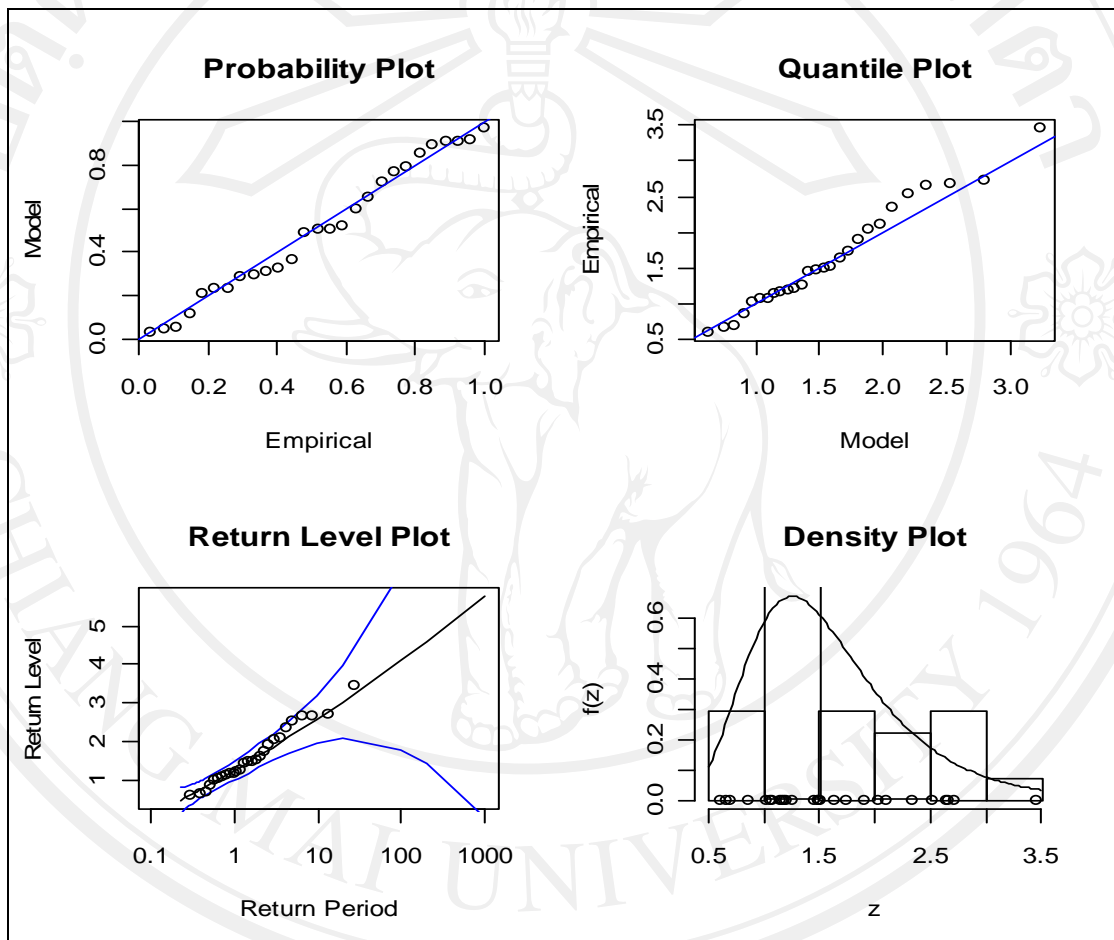 Probability Plot
Model
0.0 0.4 0.8
0.0 0.2 0.4 0.6 0.8 1.0
Empirical
Quantile Plot
Empirical
0.5 1.5 2.5 3.5
1.0 1.5 2.0 2.5 3.0
Model
Return Level Plot
Return Level
1 2 3 4 5
0.1 1 10 100 1000
Return Period
Density Plot
f(z)
0.0 0.2 0.4 0.6
0.5 1.5 2.5 3.5
z
CHIANG MAI UNIVERSITY 1964